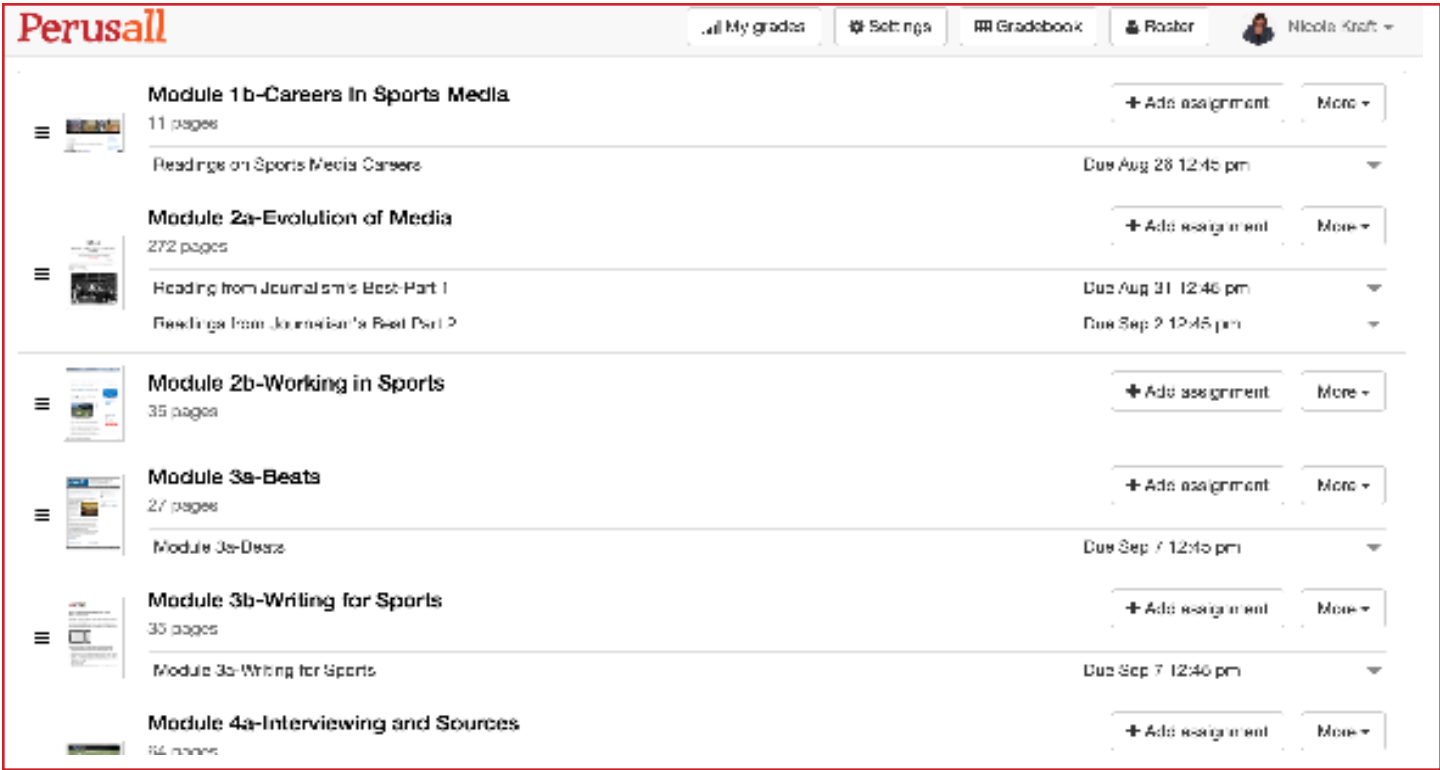 Perusall
My grades Settings Gradebook Roster Nicole Kraft
Module 1b-Careers in Sports Media
+ Add assignment More
11 pages
Readings on Sports Media Careers Due Aug 28 12:45 pm
Module 2a-Evolution of Media
+ Add assignment More
272 pages
Reading from Journalism's Best-Part 1 Due Aug 31 12:45 pm
Readings from Journalism's Best Part 2 Due Sep 2 12:45 pm
Module 2b-Working in Sports
+ Add assignment More
35 pages
Module 3a-Beats
+ Add assignment More
27 pages
Module 3a-Beats Due Sep 7 12:45 pm
Module 3b-Writing for Sports
+ Add assignment More
35 pages
Module 3a-Writing for Sports Due Sep 7 12:45 pm
Module 4a-Interviewing and Sources
+ Add assignment More
pages